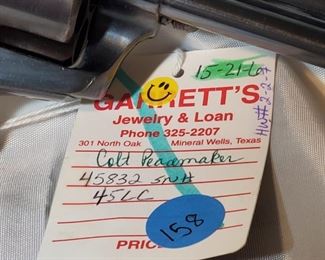 15-21-6
GARRETT'S
Jewelry & Loan
Phone 325-2207
301 North Oak Mineral Wells, Texas
Colt Peacemaker
45832 SNH
45LC
158
PRIC